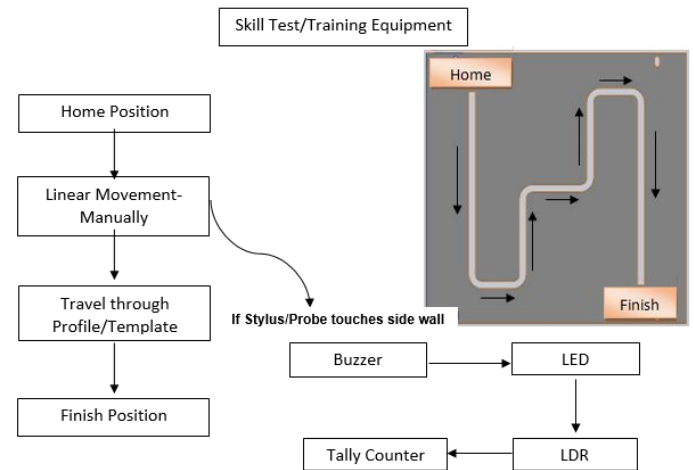 Skill Test/Training Equipment
Home
Home Position
Linear Movement-
Manually
Travel through
Profile/Template
Finish
If Stylus/Probe touches side wall
Buzzer
LED
Finish Position
Tally Counter
LDR